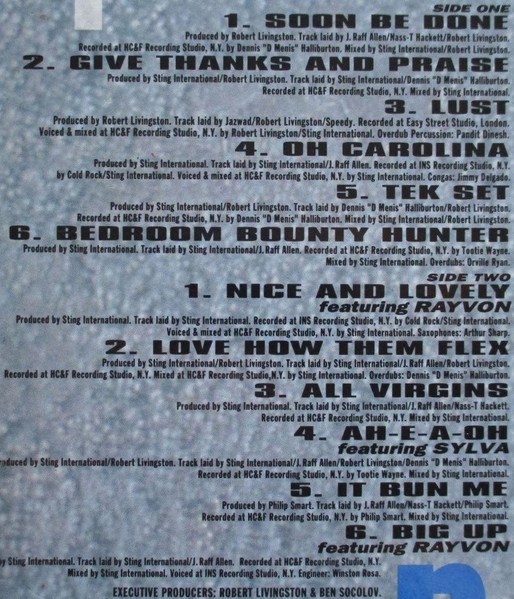 SIDE ONE
1. SOON BE DONE
Produced by Robert Livingston. Track laid by J. Raff Allen/Nass-T Hackett/Robert Livingston.
Recorded at HC&F Recording Studio, N.Y. by Dennis "D Menis" Halliburton. Mixed by Sting International/Robert Livingston.
2. GIVE THANKS AND PRAISE
Produced by Sting International/Robert Livingston. Track laid by Sting International/Dennis "D Menis" Halliburton.
Recorded at HC&F Recording Studio, N.Y. Mixed by Sting International.
3. LUST
Produced by Robert Livingston. Track laid by Jazwad/Robert Livingston/Speedy. Recorded at Easy Street Studio, London.
Voiced & mixed at HC&F Recording Studio, N.Y. by Robert Livingston/Sting International. Overdub Percussion: Pandit Dinesh.
4. OH CAROLINA
Produced by Sting International. Track laid by Sting International/J. Raff Allen. Recorded at INS Recording Studio, N.Y.
by Cold Rock/Sting International. Voiced & mixed at HC&F Recording Studio, N.Y. by Sting International. Congas: Jimmy Delgado.
5. TEK SET
Produced by Sting International/Robert Livingston. Track laid by Dennis "D Menis" Halliburton/Robert Livingston
Recorded at HC&F Recording Studio, N.Y. by Dennis "D Menis" Halliburton. Mixed by Sting International/Robert Livingston.
6. BEDROOM BOUNTY HUNTER
Produced by Sting International. Track laid by Sting International/J. Raff Allen. Recorded at HC&F Recording Studio, N.Y. by Tootie Wayne.
Mixed by Sting International. Overdubs: Orville Ryan.
SIDE TWO
1. NICE AND LOVELY
featuring RAYVON
Produced by Sting International. Track laid by Sting International. Recorded at INS Recording Studio, N.Y. by Cold Rock/Sting International.
Voiced & mixed at HC&F Recording Studio, N.Y. by Sting International. Saxophones: Arthur Sharp.
2. LOVE HOW THEM FLEX
Produced by Sting International/Robert Livingston. Track laid by Sting International/J Raff Allen/Robert Livingston.
Recorded at HC&F Recording Studio, N.Y. Mixed at HC&F Recording Studio,N.Y. by Sting International. Overdubs: Dennis "D Menis" Halliburton.
3. ALL VIRGINS
Produced by Sting International. Track laid by Sting International/J. Raff Allen/Nass-T Hackett.
Recorded at HC&F Recording Studio, N.Y. Mixed by Sting International.
4. AH-E-A-OH
featuring SYLVA
oduced by Sting International/Robert Livingston. Track laid by Sting International/J. Raff Allen/Robert Livingston/Dennis "D Menis" Halliburton.
Recorded at HC&F Recording Studio, N.Y. by Tootie Wayne. Mixed by Sting International.
5. IT BUN ME
Produced by Philip Smart. Track laid by J. Raff Allen/Nass-T Hackett/Philip Smart.
Recorded at HC&F Recording Studio, N.Y. by Philip Smart. Mixed by Sting International.
6. BIG UP
featuring RAYVON
by Sting International. Track laid by Sting International/J. Raff Allen. Recorded at HC&F Recording Studio, N.Y.
Mixed by Sting International. Voiced at INS Recording Studio, N.Y. Engineer: Winston Rosa.
EXECUTIVE PRODUCERS: ROBERT LIVINGSTON & BEN SOCOLOV.